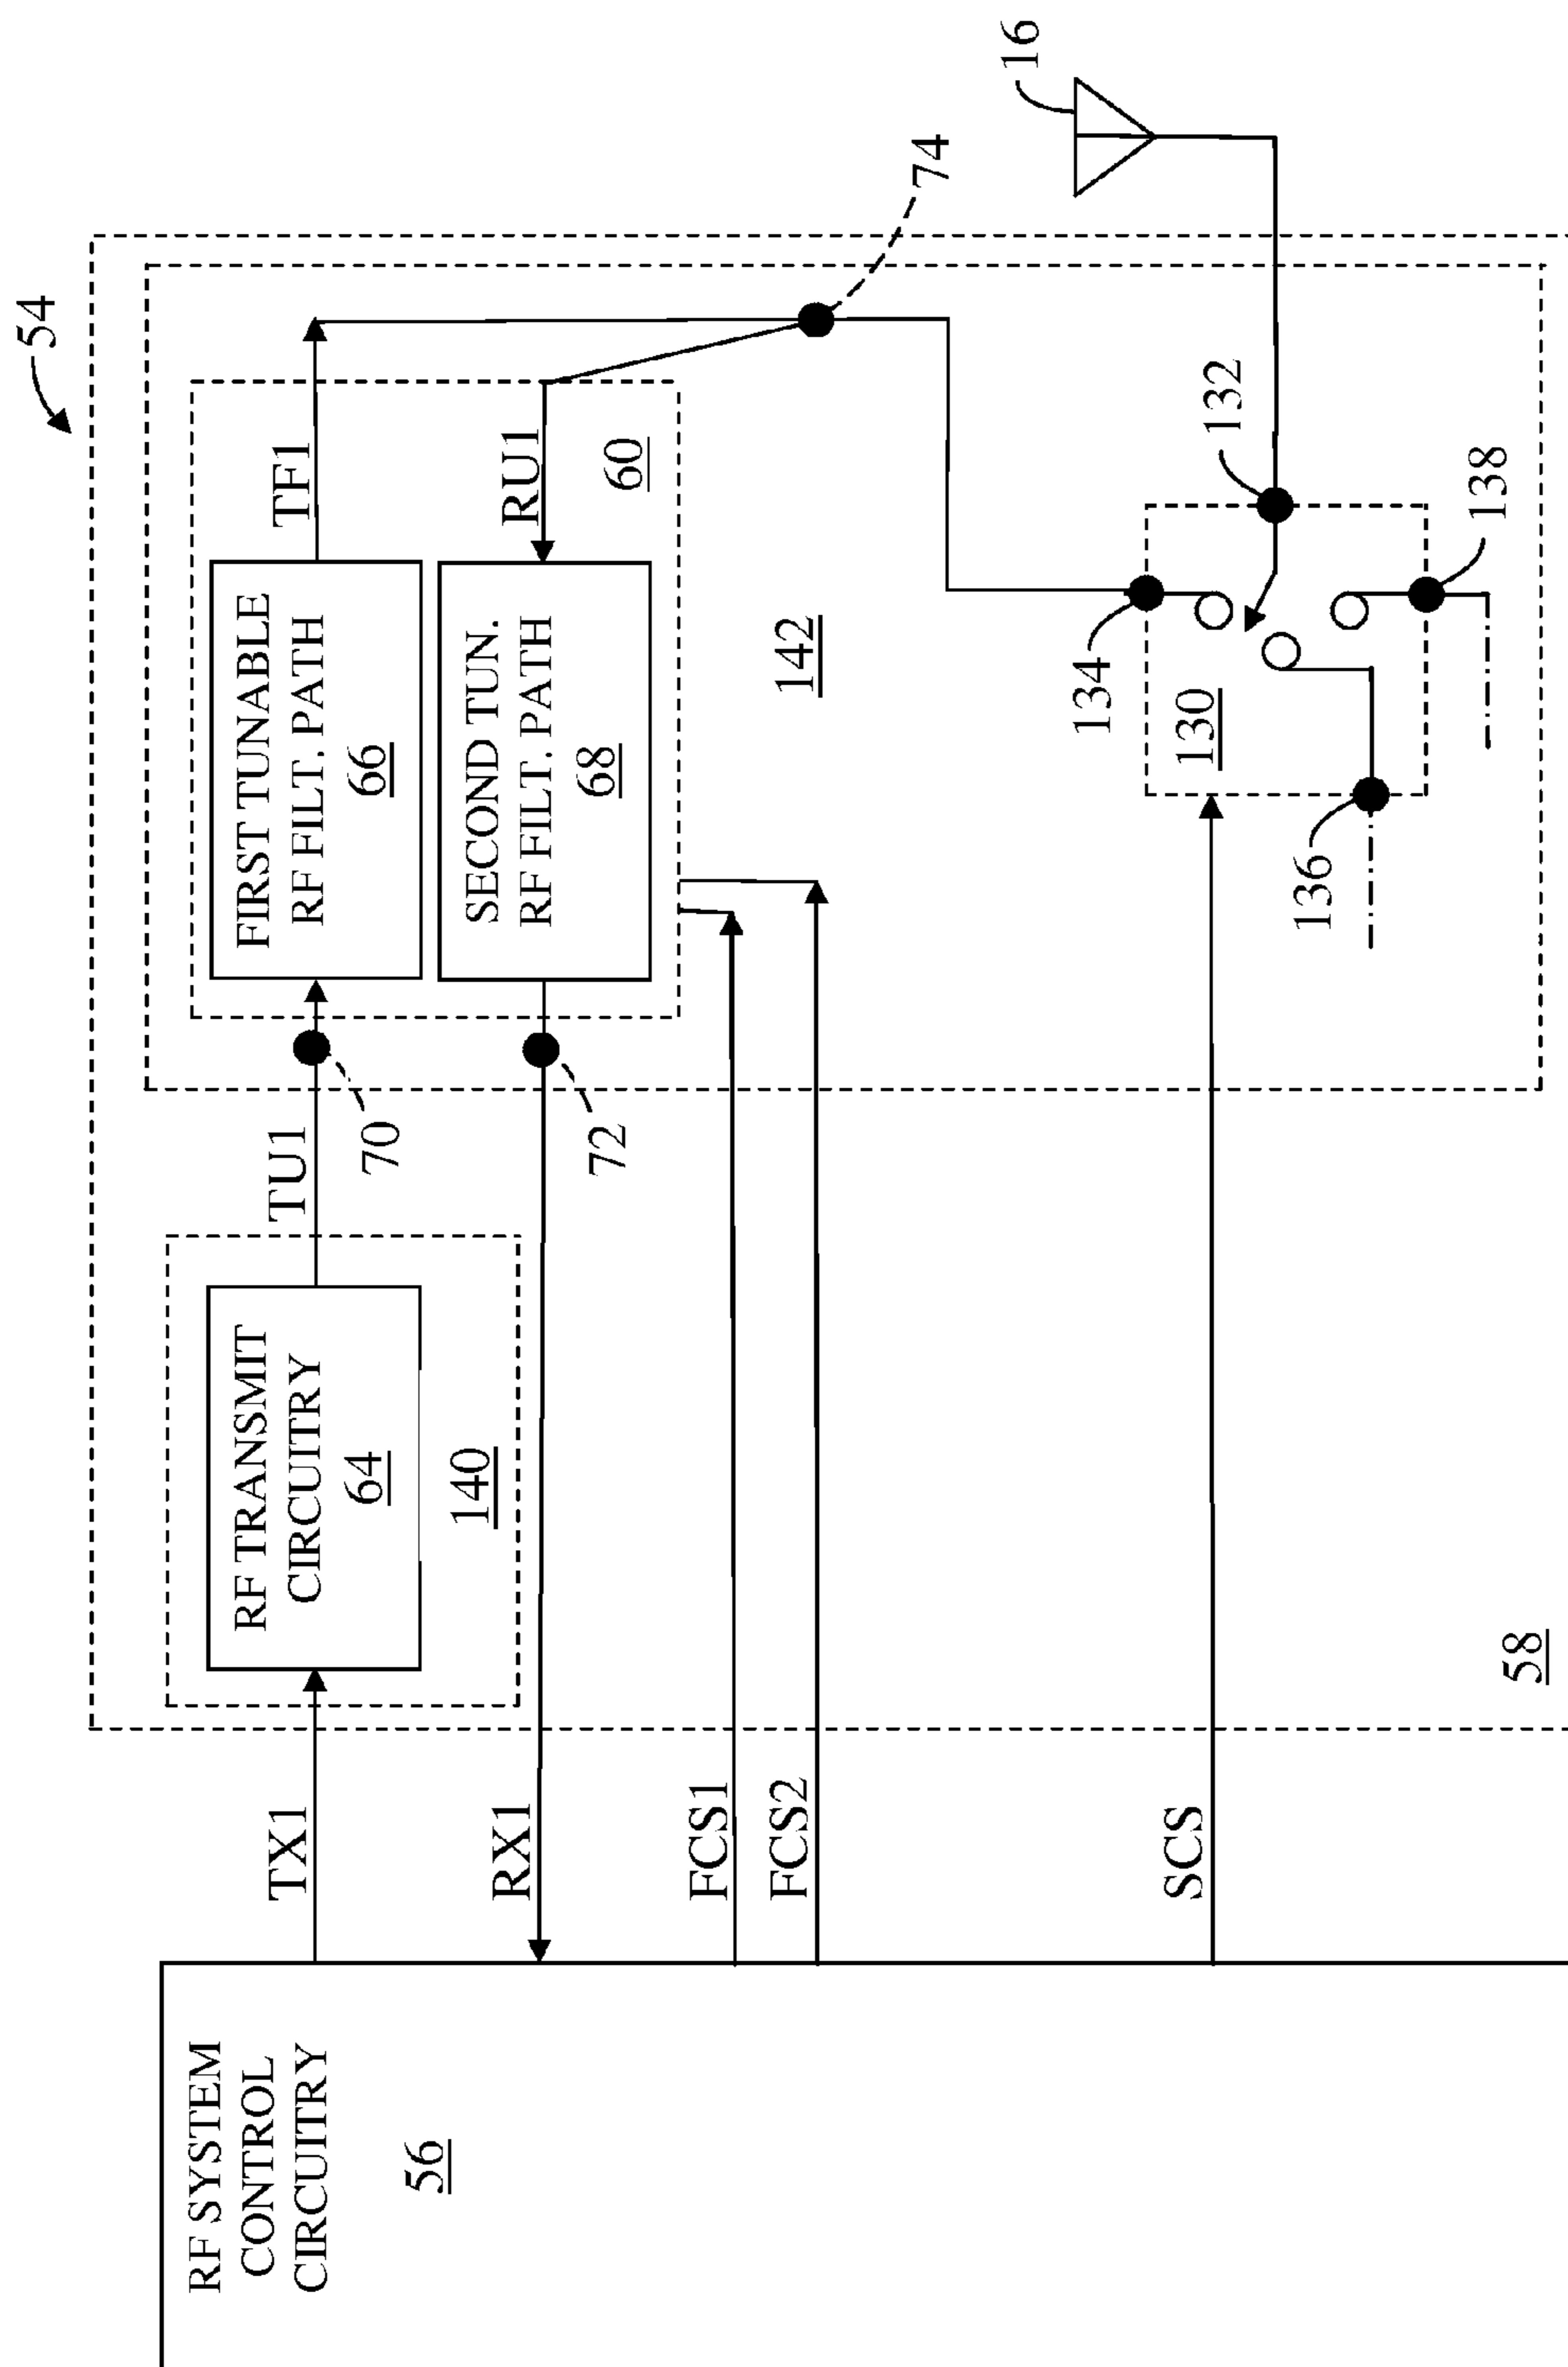 54
RF SYSTEM
CONTROL
CIRCUITRY
56
TX1
RF TRANSMIT
CIRCUITRY
64
140
TU1
70
FIRST TUNABLE
RF FILT. PATH
66
TF1
RX1
72
SECOND TUN.
RF FILT. PATH
68
RU1
60
FCS1
FCS2
142
74
16
SCS
134
130
132
136
138
58